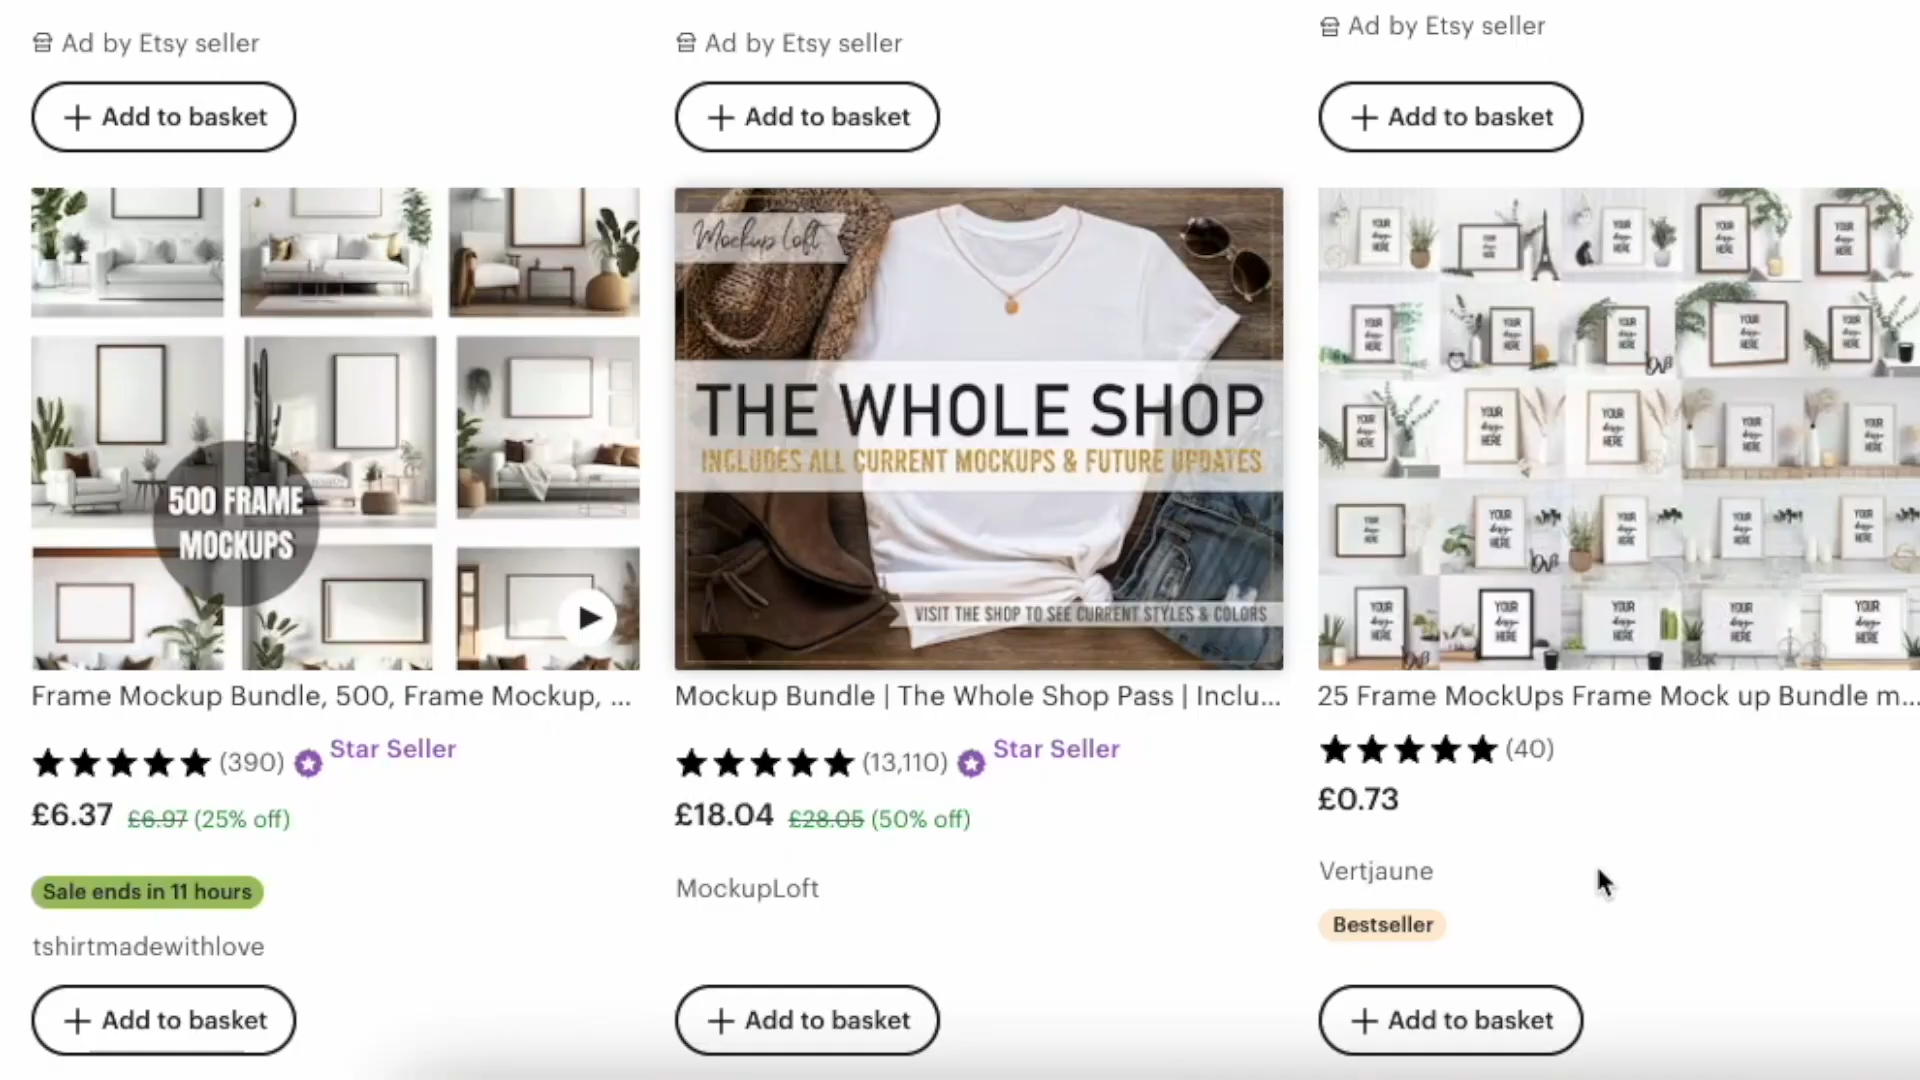 Ad by Etsy seller
Ad by Etsy seller
Ad by Etsy seller
+ Add to basket
+ Add to basket
+ Add to basket
500 FRAME
MOCKUPS
Mockup Loft
THE WHOLE SHOP
INCLUDES ALL CURRENT MOCKUPS & FUTURE UPDATES
VISIT THE SHOP TO SEE CURRENT STYLES & COLORS
YOUR
design
HERE
Frame Mockup Bundle, 500, Frame Mockup, ...
Mockup Bundle | The Whole Shop Pass | Inclu...
25 Frame MockUps Frame Mock up Bundle m...
(390) Star Seller
(13,110) Star Seller
(40)
£6.37 £6.97 (25% off)
£18.04 £28.05 (50% off)
£0.73
Sale ends in 11 hours
tshirtmadewithlove
MockupLoft
Vertjaune
Bestseller
+ Add to basket
+ Add to basket
+ Add to basket